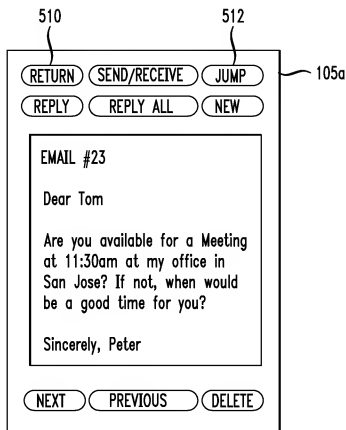 510 512
RETURN SEND/RECEIVE JUMP 105a
REPLY REPLY ALL NEW
EMAIL #23
Dear Tom
Are you available for a Meeting
at 11:30am at my office in
San Jose? If not, when would
be a good time for you?
Sincerely, Peter
NEXT PREVIOUS DELETE